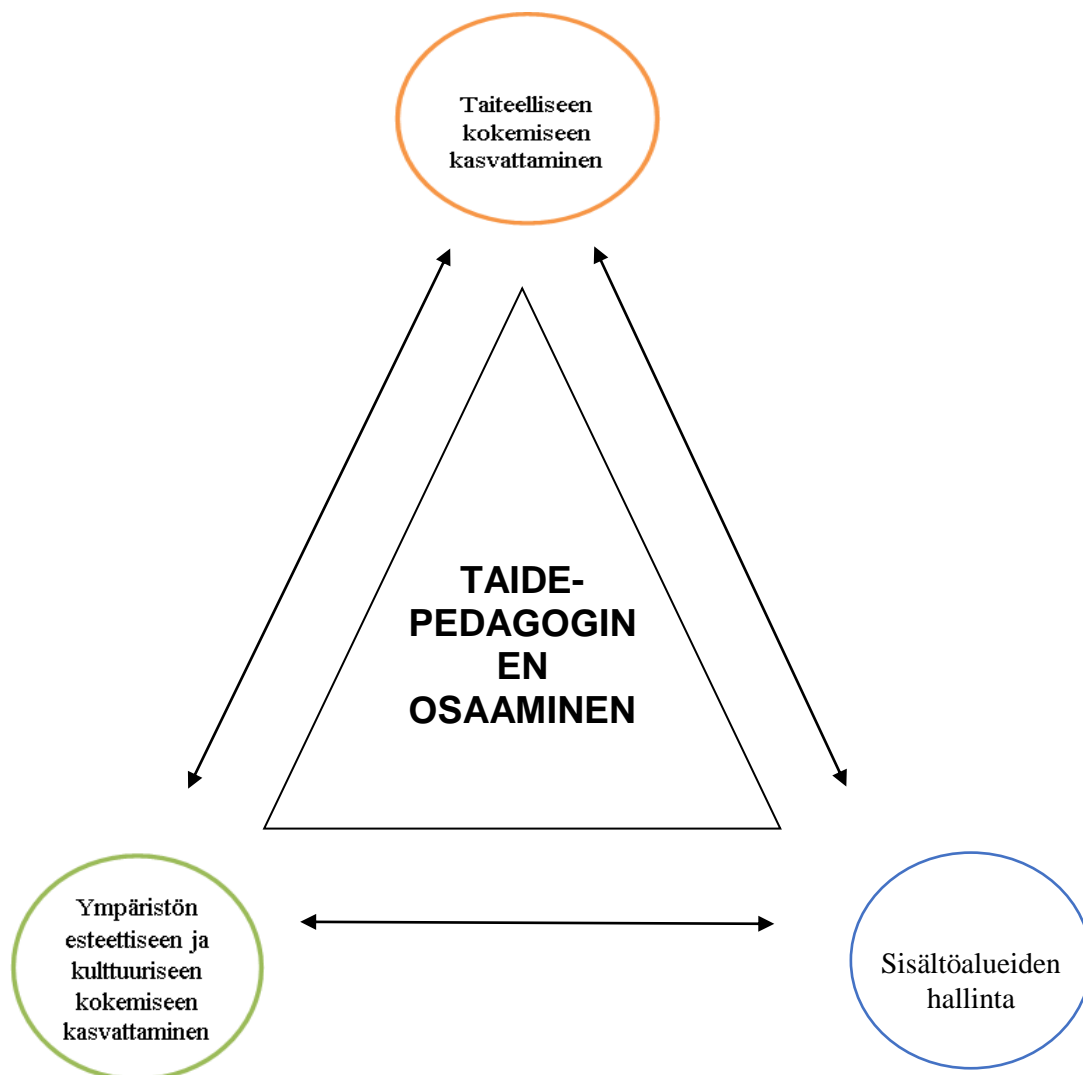 Taiteelliseen
kokemiseen
kasvattaminen
TAIDE-
PEDAGOGIN
EN
OSAAMINEN
Ympäristön
esteettiseen ja
kulttuuriseen
kokemiseen
kasvattaminen
Sisältöalueiden
hallinta